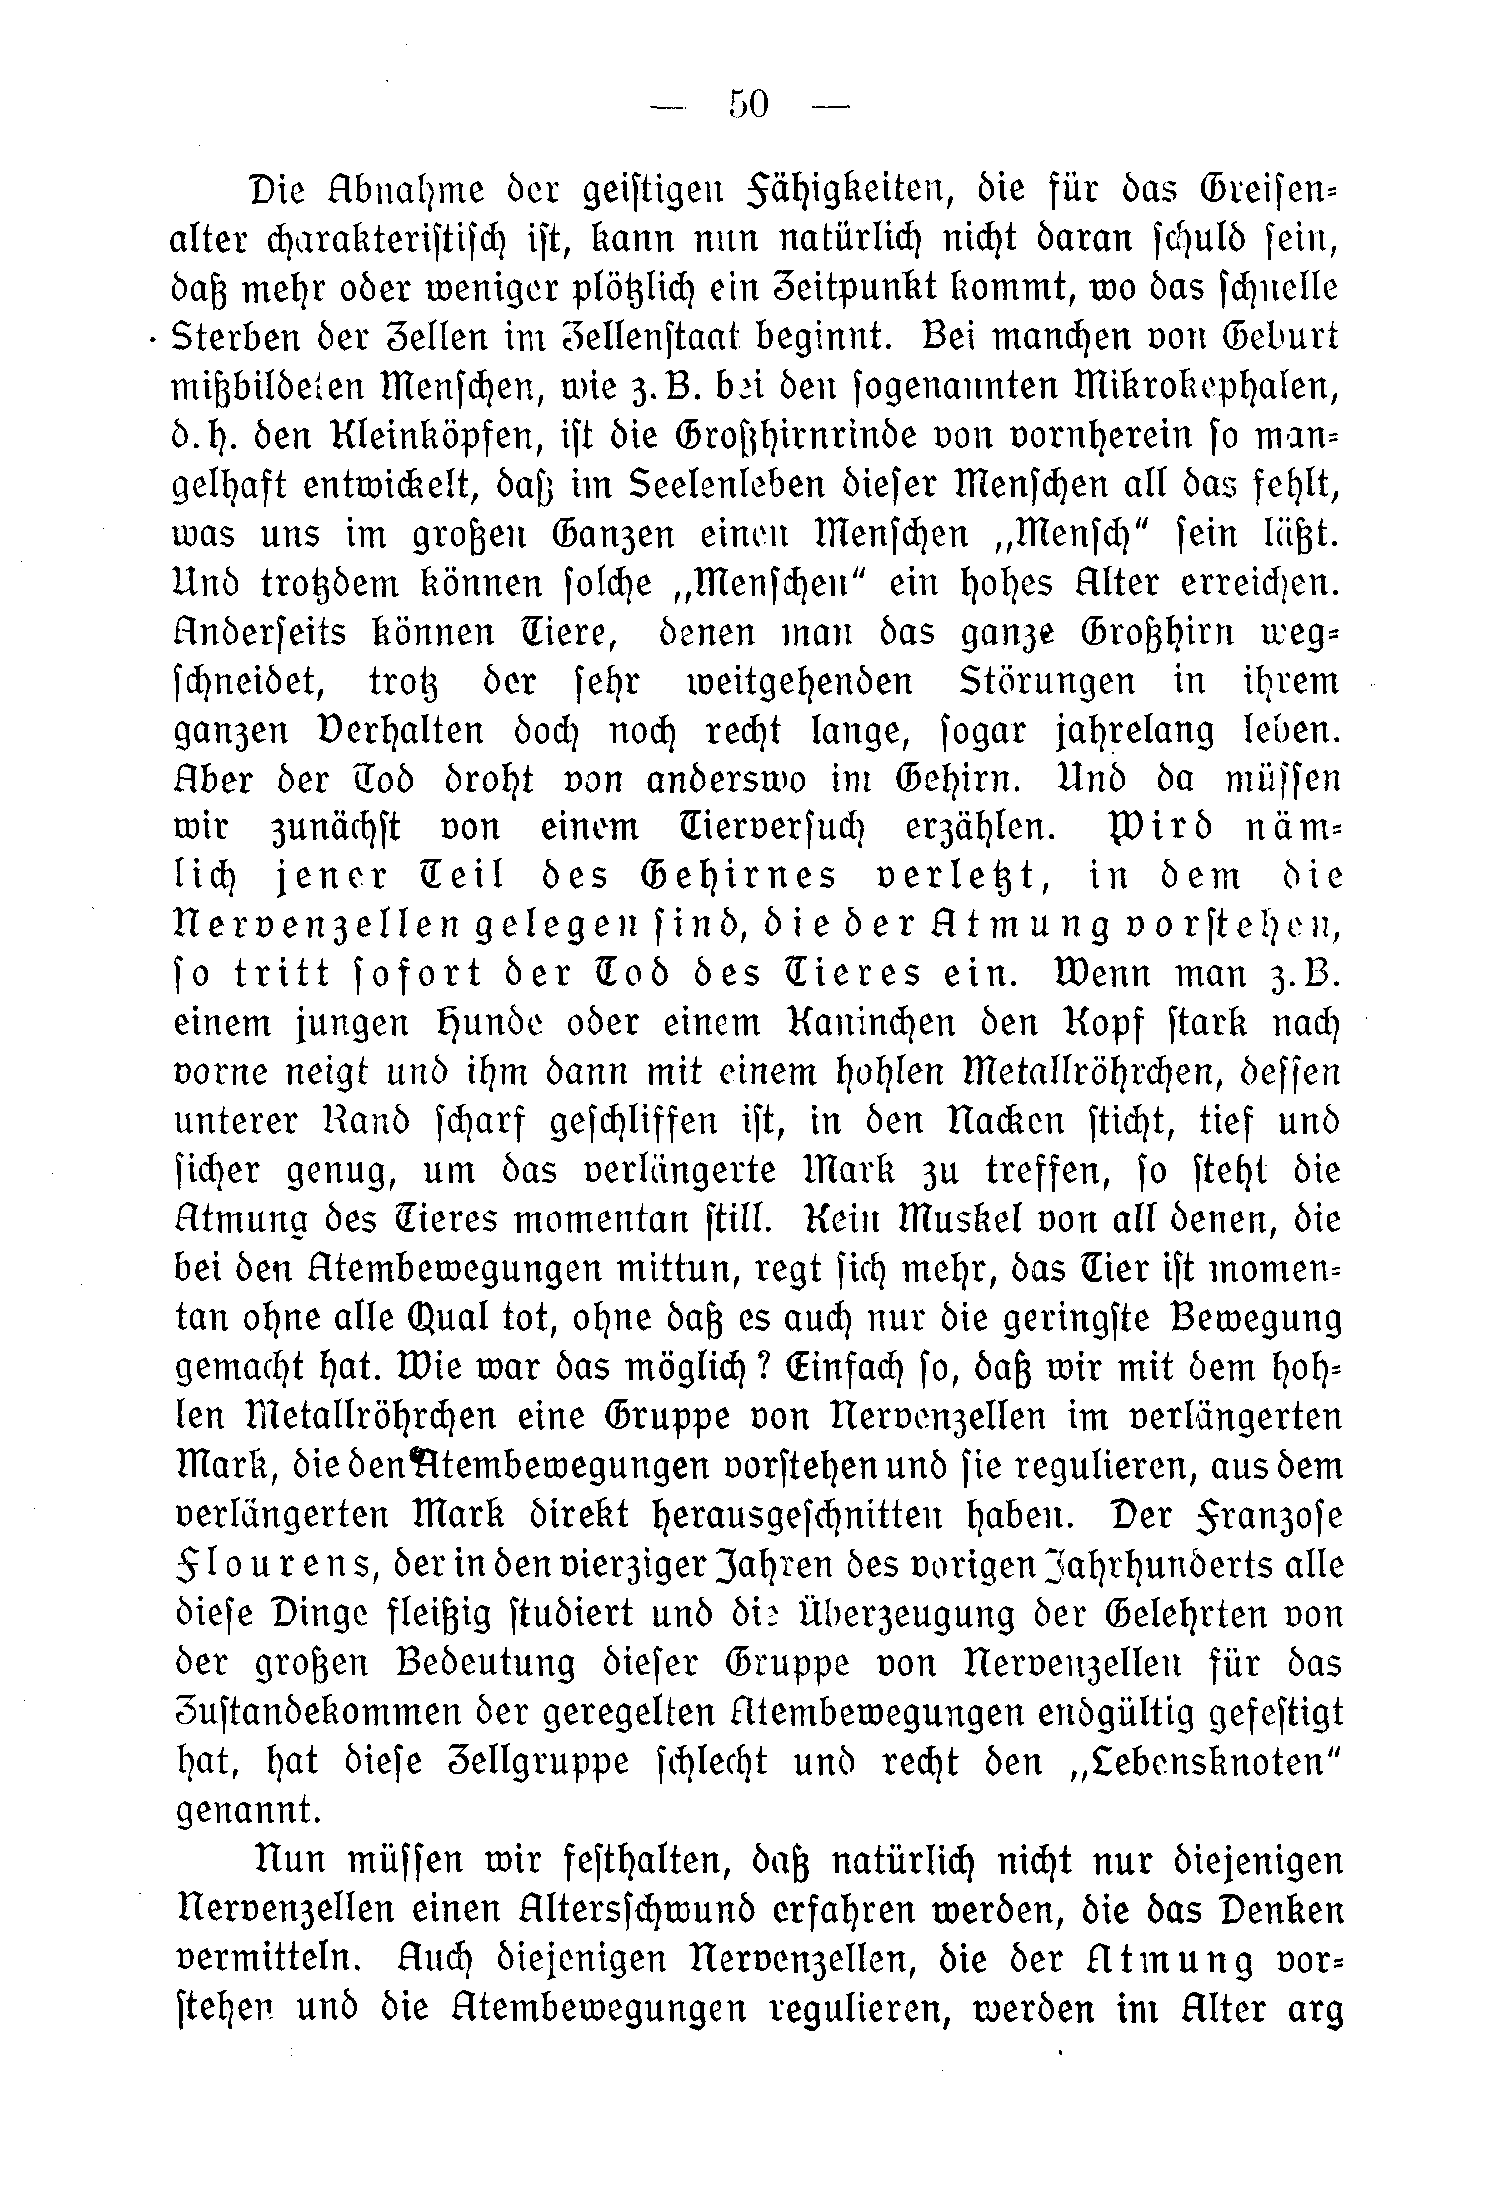 — 50 —
Die Abnahme der geiſtigen Fähigkeiten, die für das Greiſen-
alter charakteriſtiſch iſt, kann nun natürlich nicht daran ſchuld ſein,
daß mehr oder weniger plötzlich ein Zeitpunkt kommt, wo das ſchnelle
Sterben der Zellen im Zellenſtaat beginnt. Bei manchen von Geburt
mißbildeten Menſchen, wie z. B. bei den ſogenannten Mikrokephalen,
d. h. den Kleinköpfen, iſt die Großhirnrinde von vornherein ſo man-
gelhaft entwickelt, daß im Seelenleben dieſer Menſchen all das fehlt,
was uns im großen Ganzen einen Menſchen „Menſch“ ſein läßt.
Und trotzdem können ſolche „Menſchen“ ein hohes Alter erreichen.
Anderſeits können Tiere, denen man das ganze Großhirn weg-
ſchneidet, trotz der ſehr weitgehenden Störungen in ihrem
ganzen Verhalten doch noch recht lange, ſogar jahrelang leben.
Aber der Tod droht von anderswo im Gehirn. Und da müſſen
wir zunächſt von einem Tierverſuch erzählen. Wird näm-
lich jener Teil des Gehirnes verletzt, in dem die
Nervenzellen gelegen ſind, die der Atmung vorſtehen,
ſo tritt ſofort der Tod des Tieres ein. Wenn man z. B.
einem jungen Hunde oder einem Kaninchen den Kopf ſtark nach
vorne neigt und ihm dann mit einem hohlen Metallröhrchen, deſſen
unterer Rand ſcharf geſchliffen iſt, in den Nacken ſticht, tief und
ſicher genug, um das verlängerte Mark zu treffen, ſo ſteht die
Atmung des Tieres momentan ſtill. Kein Muskel von all denen, die
bei den Atembewegungen mittun, regt ſich mehr, das Tier iſt momen-
tan ohne alle Qual tot, ohne daß es auch nur die geringſte Bewegung
gemacht hat. Wie war das möglich? Einfach ſo, daß wir mit dem hoh-
len Metallröhrchen eine Gruppe von Nervenzellen im verlängerten
Mark, die den Atembewegungen vorſtehen und ſie regulieren, aus dem
verlängerten Mark direkt herausgeſchnitten haben. Der Franzoſe
Flourens, der in den vierziger Jahren des vorigen Jahrhunderts alle
dieſe Dinge fleißig ſtudiert und die Überzeugung der Gelehrten von
der großen Bedeutung dieſer Gruppe von Nervenzellen für das
Zuſtandekommen der geregelten Atembewegungen endgültig gefeſtigt
hat, hat dieſe Zellgruppe ſchlecht und recht den „Lebensknoten“
genannt.
Nun müſſen wir feſthalten, daß natürlich nicht nur diejenigen
Nervenzellen einen Altersſchwund erfahren werden, die das Denken
vermitteln. Auch diejenigen Nervenzellen, die der Atmung vor-
ſtehen und die Atembewegungen regulieren, werden im Alter arg